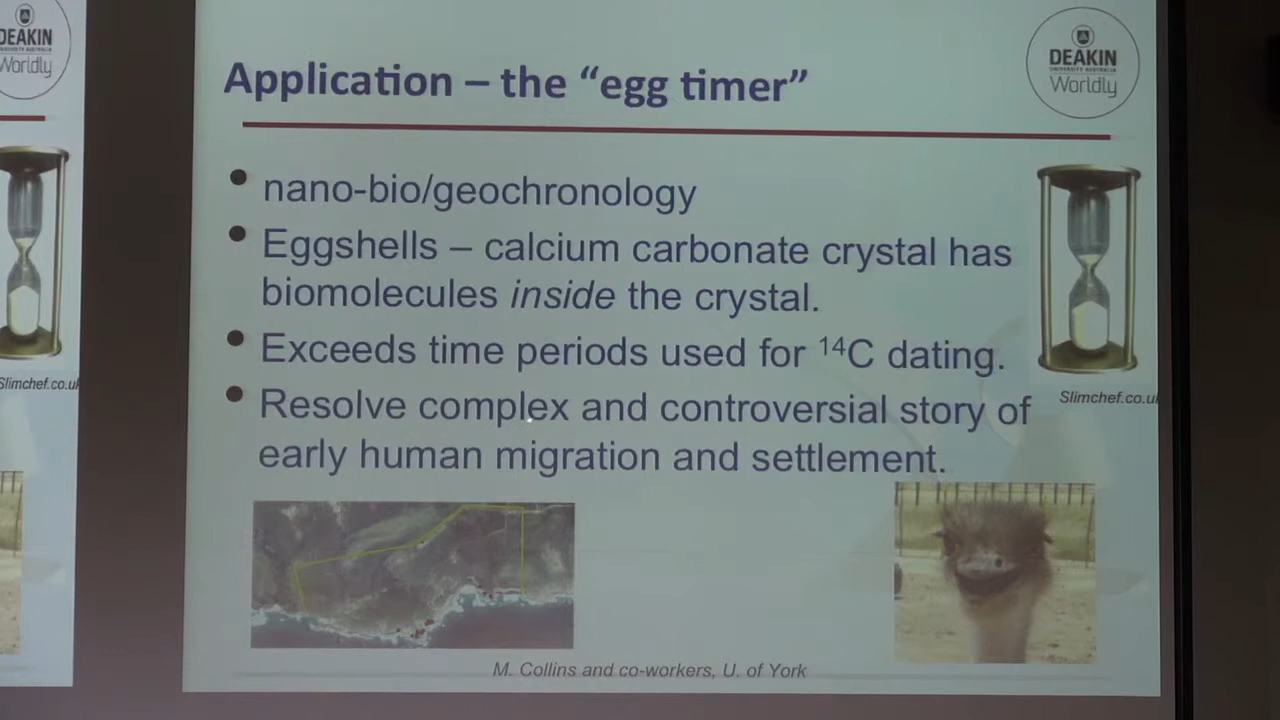 DEAKIN
Worldly
Slimchef.co.uk
Application – the “egg timer”
DEAKIN
UNIVERSITY AUSTRALIA
Worldly
• nano-bio/geochronology
• Eggshells – calcium carbonate crystal has
biomolecules inside the crystal.
• Exceeds time periods used for ¹⁴C dating.
• Resolve complex and controversial story of
early human migration and settlement.
Slimchef.co.u
M. Collins and co-workers, U. of York